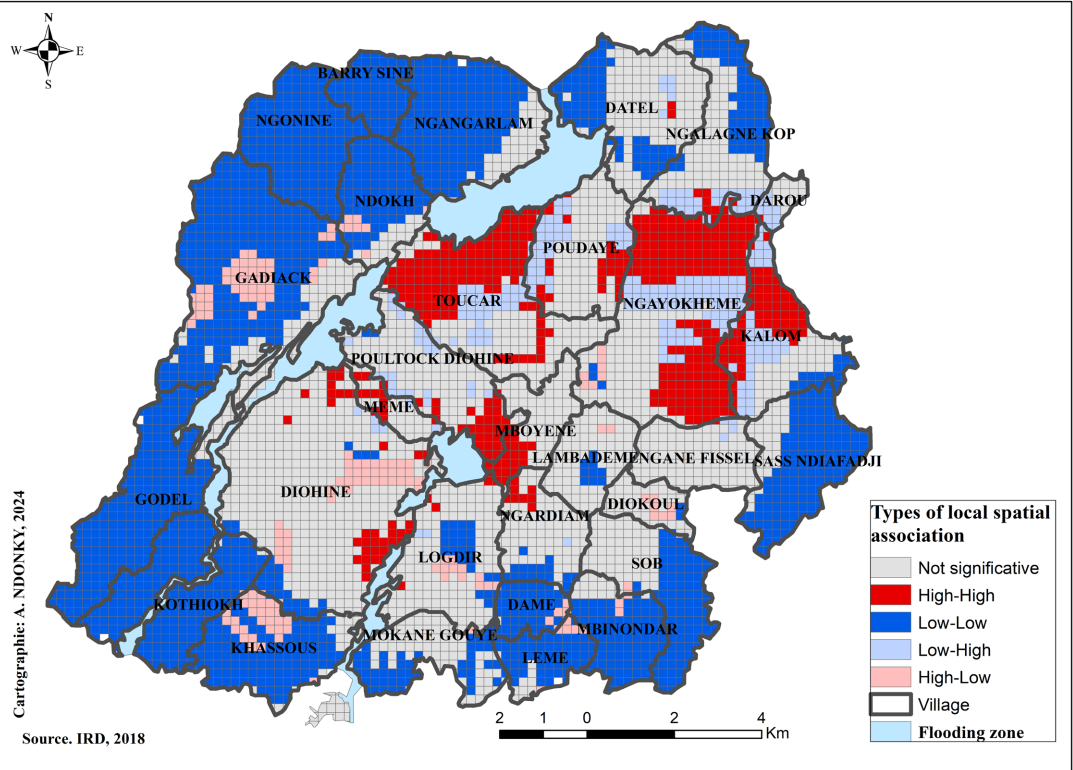 N
W E
S
BARRY SINE
NGONINE
NGANGARLAM
DATEL
NGALAGNE KOP
NDOKH
DAROU
POUDAYE
GADIACK
TOUCAR
NGAYOKHEME
KALOM
POULTOCK DIOHINE
MEME
MBOYENE
LAMBADEME
NGANE FISSEL
SASS NDIAFADJI
DIOHINE
GODEL
DIOKOUL
NGARDIAM
LOGDIR
SOB
KOTHIOKH
DAME
MBINONDAR
MOKANE GOUYE
KHASSOUS
LEME
Types of local spatial
association
Not significative
High-High
Low-Low
Low-High
High-Low
Village
Flooding zone
2 1 0 2 4
Km
Cartographie: A. NDONKY, 2024
Source. IRD, 2018